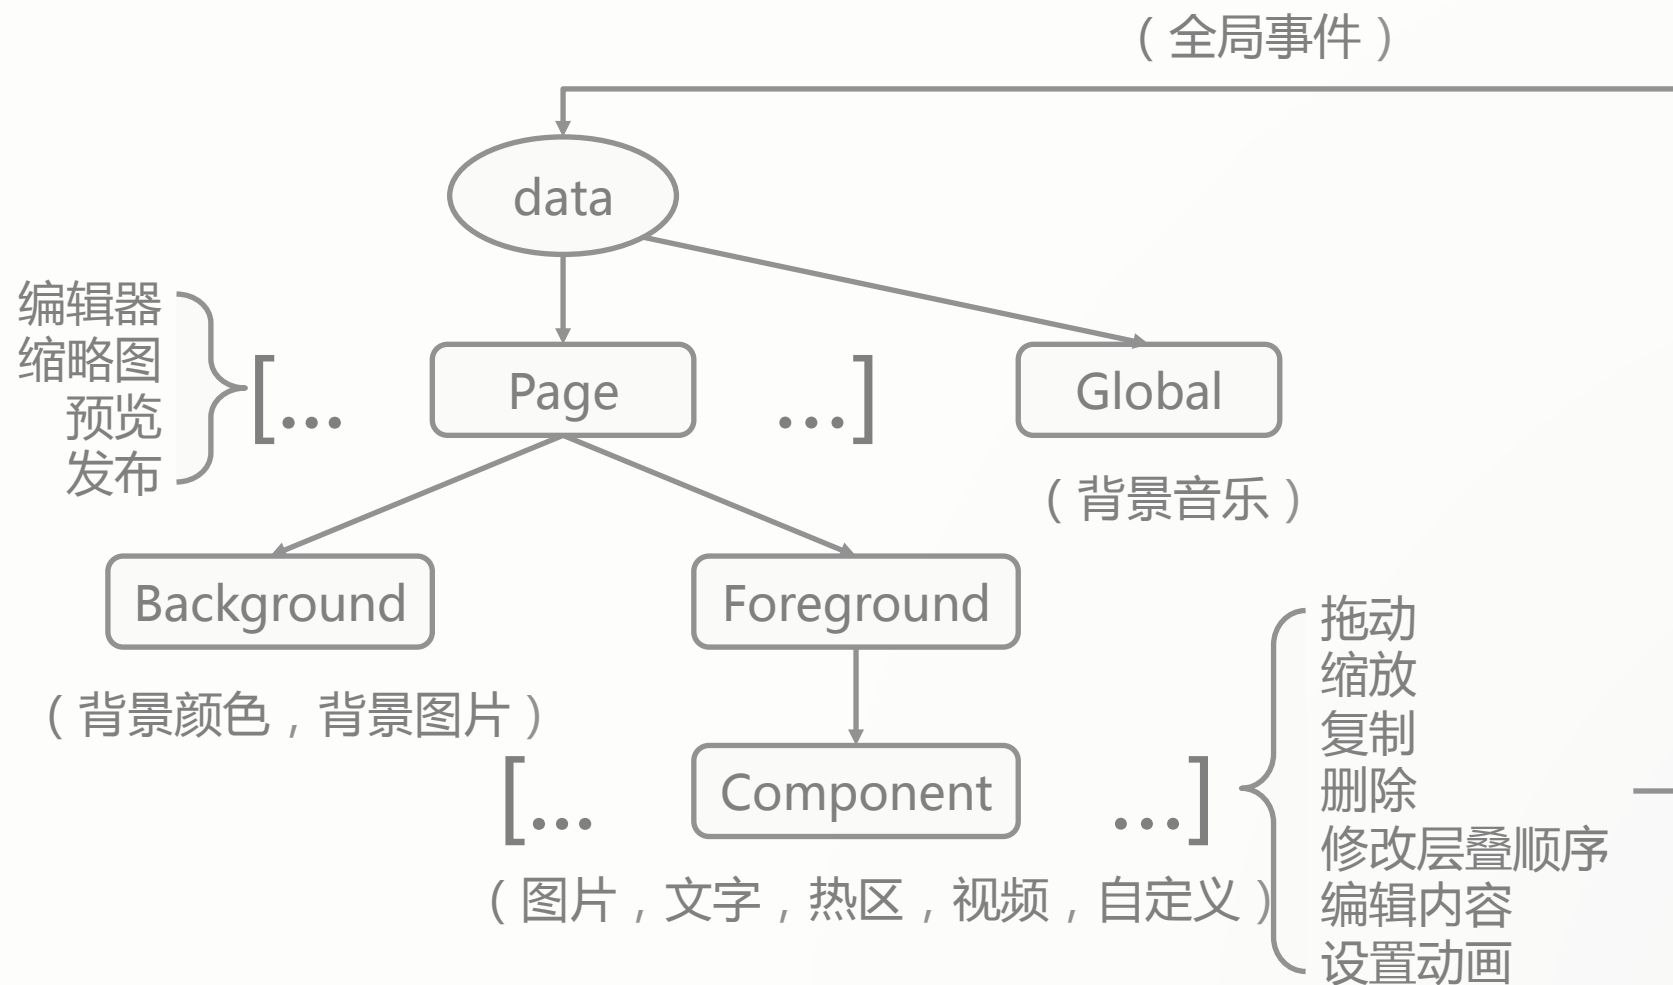 （全局事件）
data
编辑器
缩略图
预览
发布
[...
Page
...]
Global
（背景音乐）
Background
Foreground
（背景颜色，背景图片）
[...
Component
...]
（图片，文字，热区，视频，自定义）
拖动
缩放
复制
删除
修改层叠顺序
编辑内容
设置动画